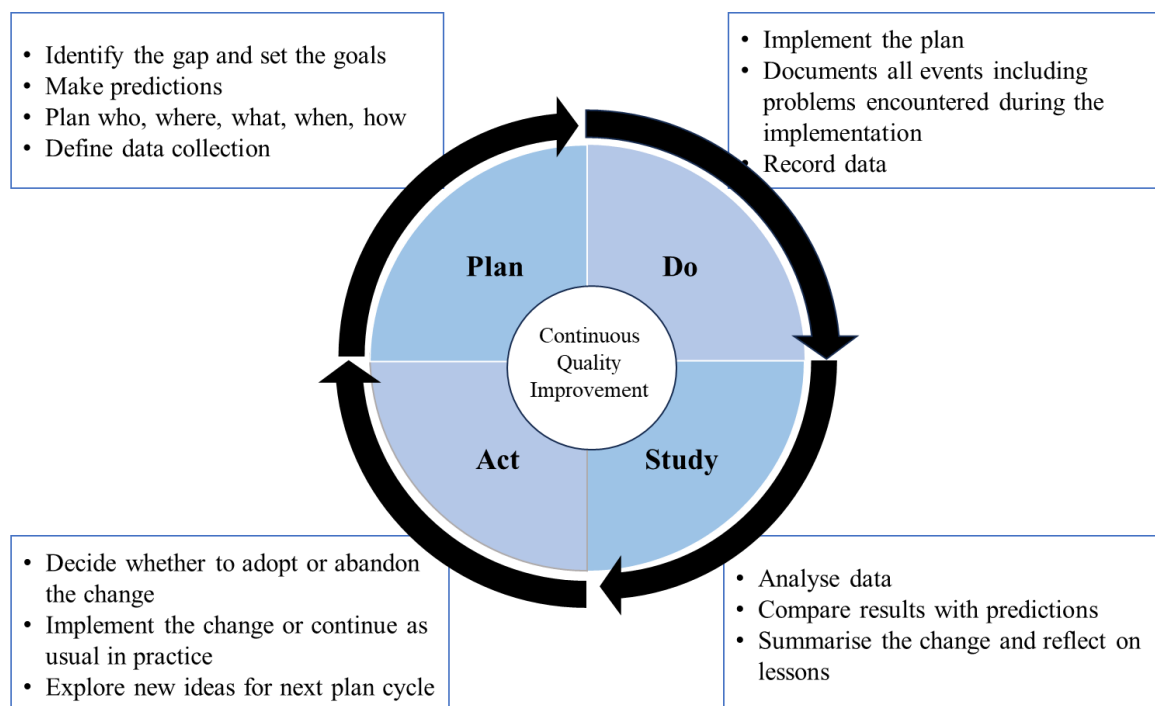 • Identify the gap and set the goals
• Make predictions
• Plan who, where, what, when, how
• Define data collection
• Implement the plan
• Documents all events including
problems encountered during the
implementation
• Record data
Plan
Do
Continuous
Quality
Improvement
Act
Study
• Decide whether to adopt or abandon
the change
• Implement the change or continue as
usual in practice
• Explore new ideas for next plan cycle
• Analyse data
• Compare results with predictions
• Summarise the change and reflect on
lessons